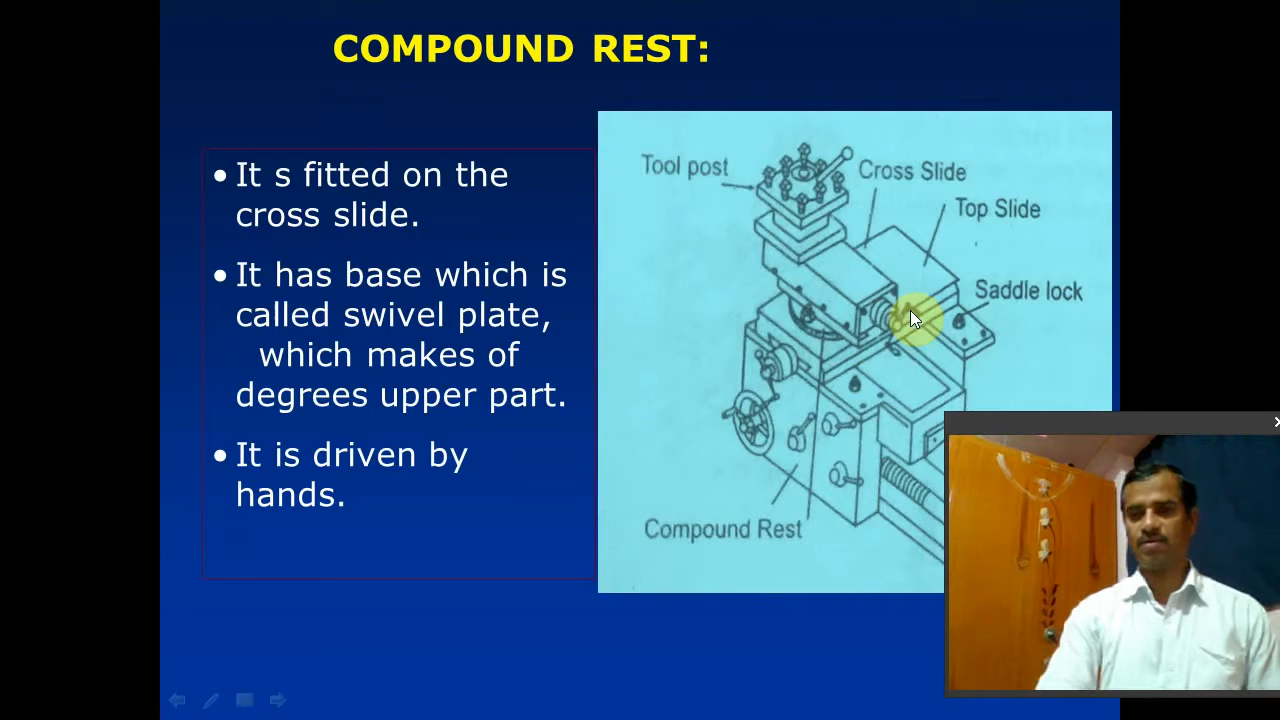 COMPOUND REST:
• It s fitted on the
cross slide.
• It has base which is
called swivel plate,
which makes of
degrees upper part.
• It is driven by
hands.
Tool post
Cross Slide
Top Slide
Saddle lock
Compound Rest